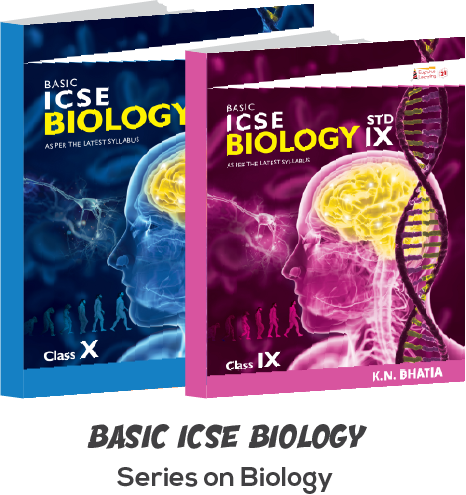 BASIC
ICSE
BIOLOGY
AS PER THE LATEST SYLLABUS
Class X
BASIC
ICSE
BIOLOGY STD IX
AS PER THE LATEST SYLLABUS
Class IX
K.N. BHATIA
BASIC ICSE BIOLOGY
Series on Biology